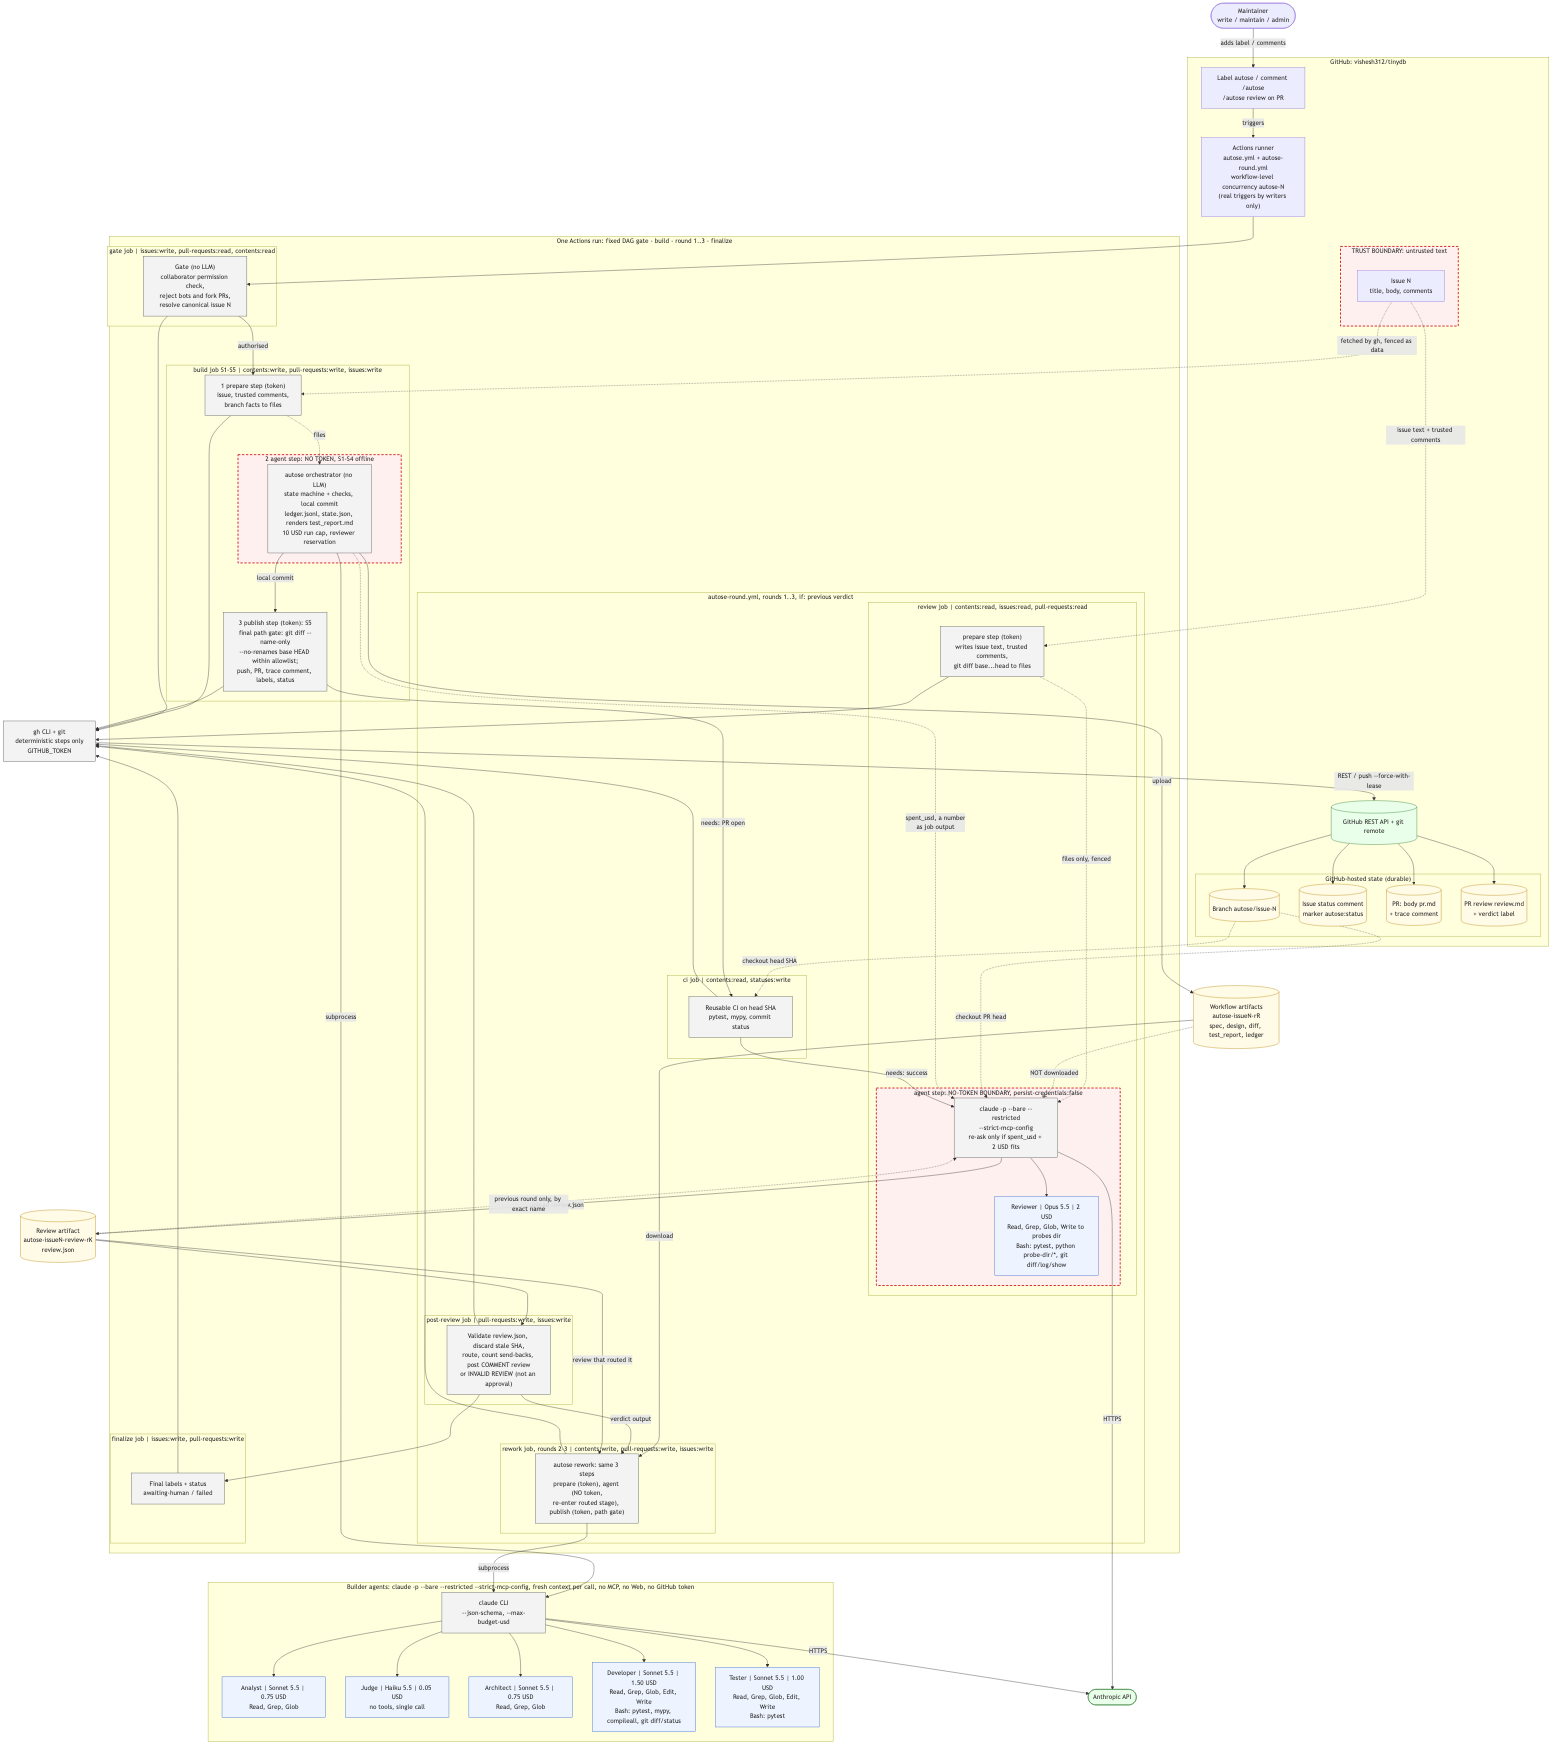 Maintainer
write / maintain / admin
adds label / comments
GitHub: vishesh312/tinydb
Label autose / comment
/autose
/autose review on PR
triggers
Actions runner
autose.yml + autose-
round.yml
workflow-level
concurrency autose-N
(real triggers by writers
only)
One Actions run: fixed DAG gate - build - round 1..3 - finalize
gate job | issues:write, pull-requests:read, contents:read
Gate (no LLM)
collaborator permission
check,
reject bots and fork PRs,
resolve canonical issue N
TRUST BOUNDARY: untrusted text
Issue N
title, body, comments
authorised
fetched by gh, fenced as
data
build job S1-S5 | contents:write, pull-requests:write, issues:write
1 prepare step (token)
issue, trusted comments,
branch facts to files
files
issue text + trusted
comments
2 agent step: NO TOKEN, S1-S4 offline
autose orchestrator (no
LLM)
state machine + checks,
local commit
ledger.jsonl, state.json,
renders test_report.md
10 USD run cap, reviewer
reservation
local commit
autose-round.yml, rounds 1..3, if: previous verdict
review job | contents:read, issues:read, pull-requests:read
3 publish step (token): S5
final path gate: git diff --
name-only
--no-renames base HEAD
within allowlist;
push, PR, trace comment,
labels, status
prepare step (token)
writes issue text, trusted
comments,
git diff base...head to files
gh CLI + git
deterministic steps only
GITHUB_TOKEN
upload
REST / push --force-with-
lease
needs: PR open
spent_usd, a number
as job output
files only, fenced
GitHub REST API + git
remote
GitHub-hosted state (durable)
Branch autose/issue-N
Issue status comment
marker autose:status
PR: body pr.md
+ trace comment
PR review review.md
+ verdict label
checkout head SHA
ci job | contents:read, statuses:write
Reusable CI on head SHA
pytest, mypy, commit
status
subprocess
checkout PR head
Workflow artifacts
autose-issueN-rR
spec, design, diff,
test_report, ledger
needs: success
NOT downloaded
agent step: NO-TOKEN BOUNDARY, persist-credentials:false
claude -p --bare --
restricted
--strict-mcp-config
re-ask only if spent_usd +
2 USD fits
previous round only, by
exact name
.json
Reviewer | Opus 5.5 | 2
USD
Read, Grep, Glob, Write to
probes dir
Bash: pytest, python
probe-dir/*, git
diff/log/show
Review artifact
autose-issueN-review-rK
review.json
download
post-review job | pull-requests:write, issues:write
Validate review.json,
discard stale SHA,
route, count send-backs,
post COMMENT review
or INVALID REVIEW (not an
approval)
review that routed it
verdict output
HTTPS
finalize job | issues:write, pull-requests:write
Final labels + status
awaiting-human / failed
rework job, rounds 2-3 | contents:write, pull-requests:write, issues:write
autose rework: same 3
steps
prepare (token), agent
(NO token,
re-enter routed stage),
publish (token, path gate)
subprocess
Builder agents: claude -p --bare --restricted --strict-mcp-config, fresh context per call, no MCP, no Web, no GitHub token
claude CLI
--json-schema, --max-
budget-usd
HTTPS
Analyst | Sonnet 5.5 |
0.75 USD
Read, Grep, Glob
Judge | Haiku 5.5 | 0.05
USD
no tools, single call
Architect | Sonnet 5.5 |
0.75 USD
Read, Grep, Glob
Developer | Sonnet 5.5 |
1.50 USD
Read, Grep, Glob, Edit,
Write
Bash: pytest, mypy,
compileall, git diff/status
Tester | Sonnet 5.5 | 1.00
USD
Read, Grep, Glob, Edit,
Write
Bash: pytest
Anthropic API